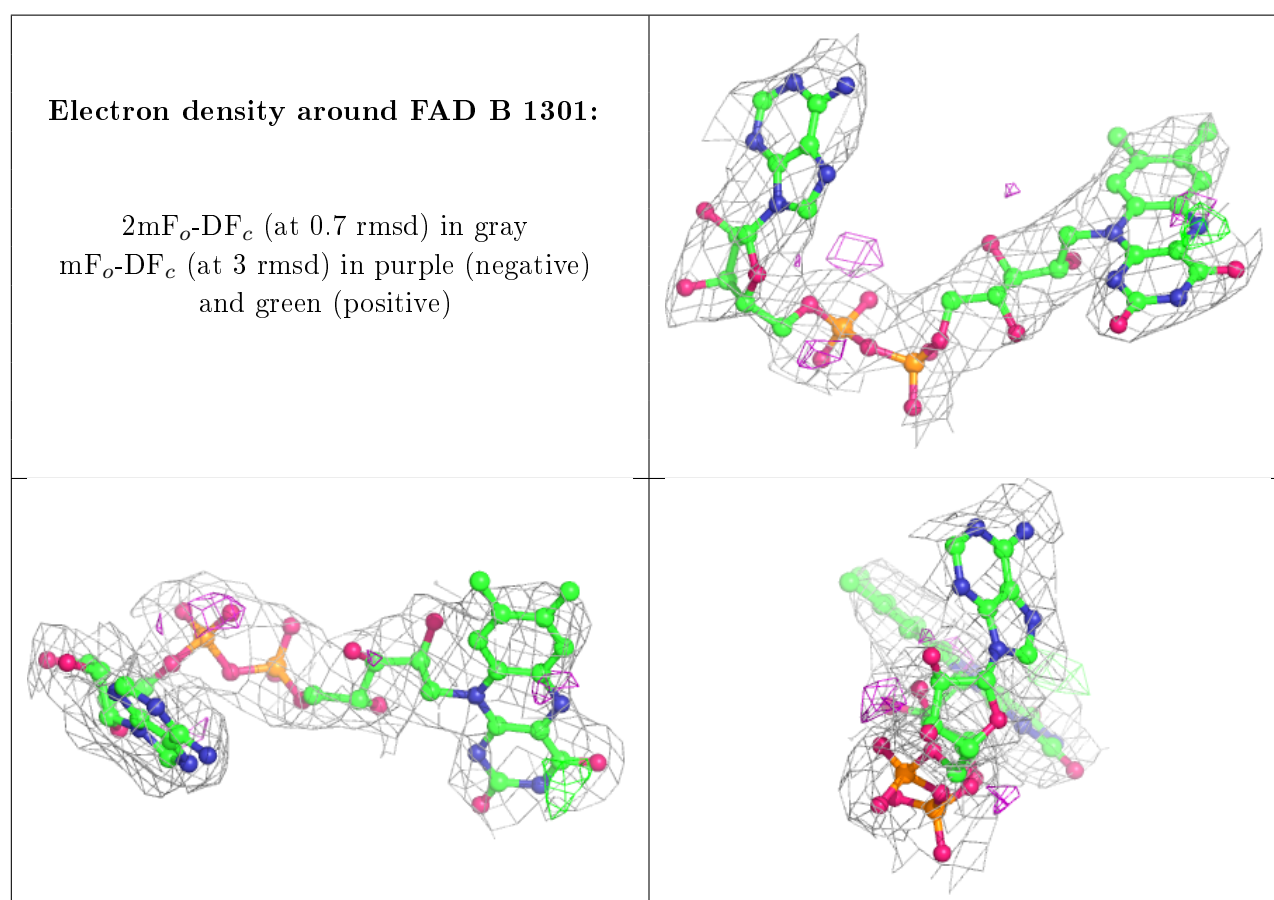 Electron density around FAD B 1301:
2mFo-DFc (at 0.7 rmsd) in gray
mFo-DFc (at 3 rmsd) in purple (negative)
and green (positive)